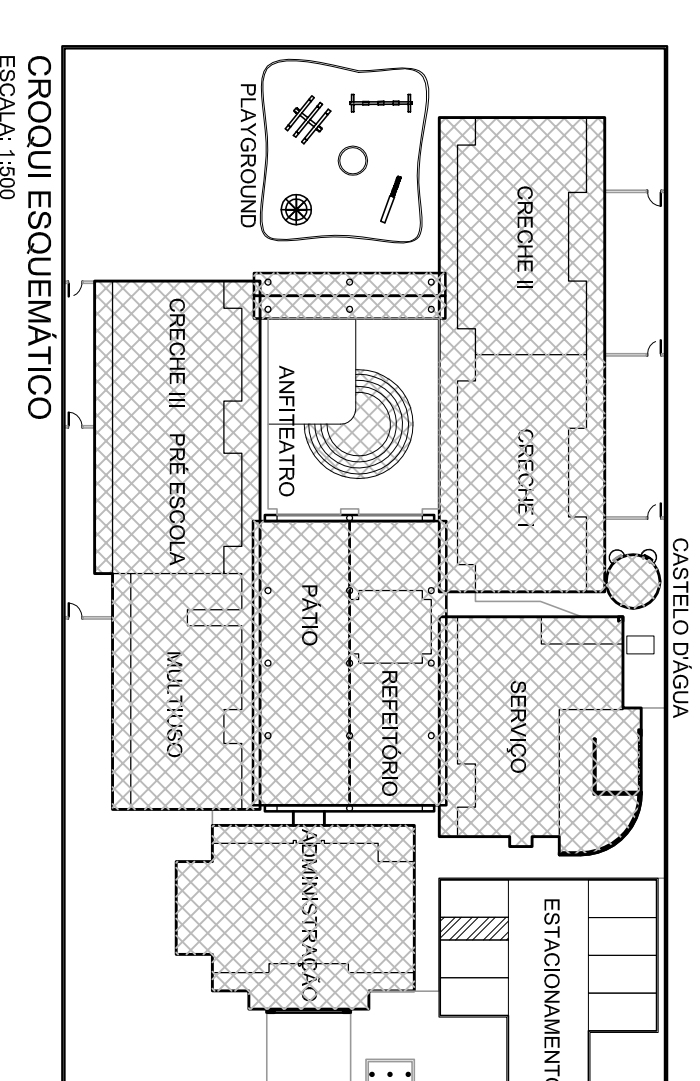 CROQUI ESQUEMÁTICO
ESCALA: 1:500
CASTELO D'ÁGUA
PLAYGROUND
CRECHE II
CRECHE I
SERVIÇO
ESTACIONAMENTO
ANFITEATRO
PÁTIO
REFEITÓRIO
ADMINISTRAÇÃO
CRECHE III
PRÉ ESCOLA
MULTIUSO